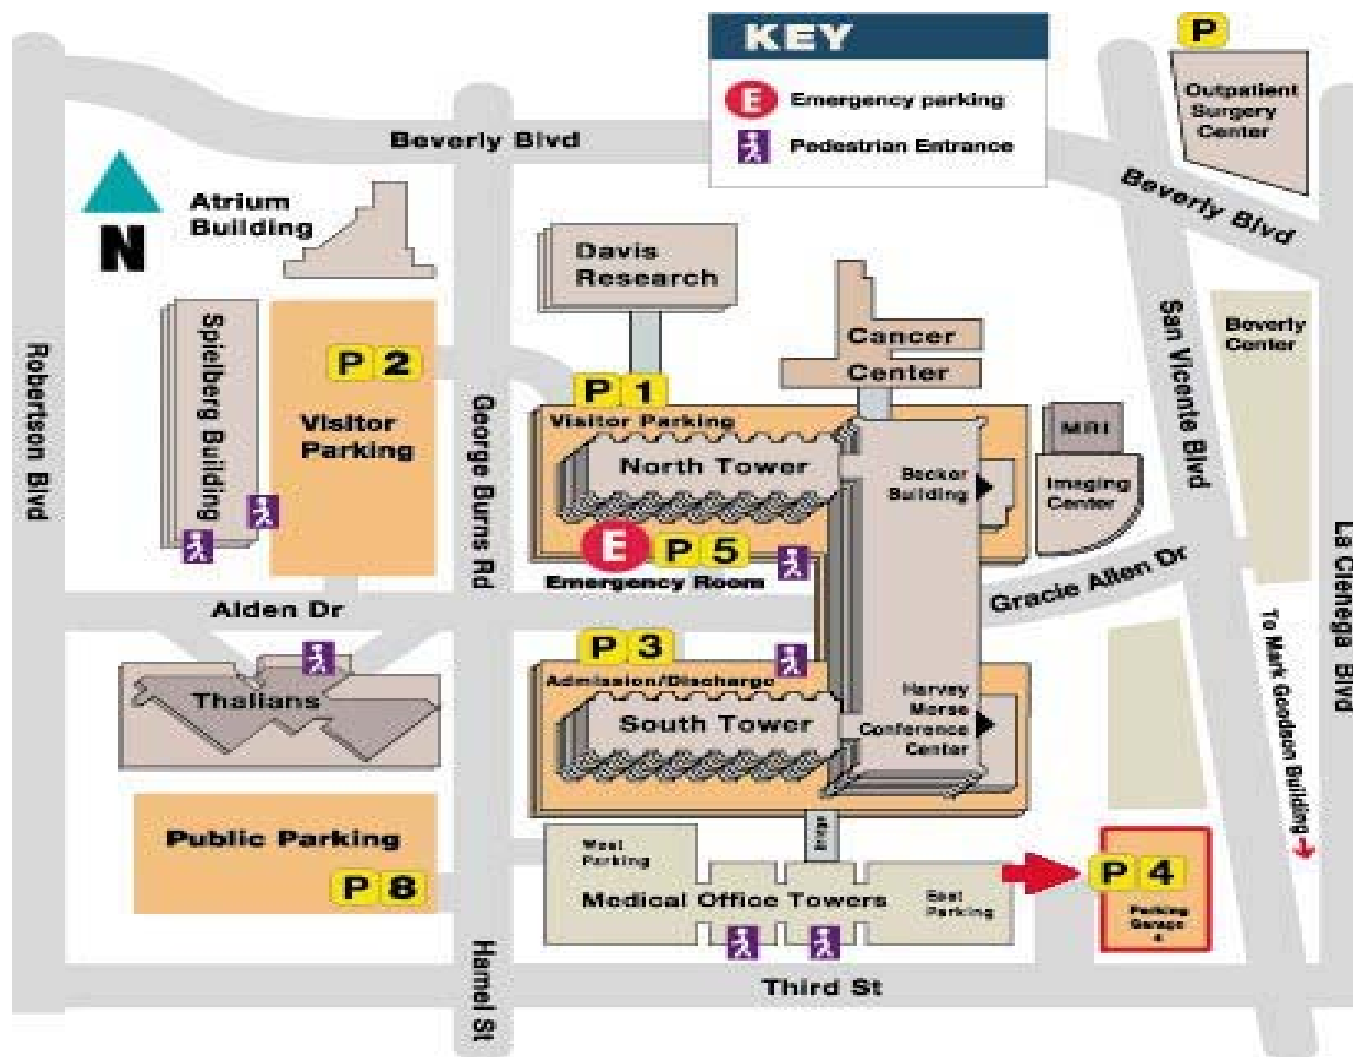 KEY
E Emergency parking
Pedestrian Entrance
P
Outpatient
Surgery
Center
Beverly Blvd
Beverly Blvd
N
Atrium
Building
Davis
Research
Cancer
Center
San Vicente Blvd
Beverly
Center
Robertson Blvd
Spielberg Building
P 2
Visitor
Parking
George Burns Rd
P 1
Visitor Parking
North Tower
Becker
Building
MRI
Imaging
Center
E P 5
Emergency Room
Alden Dr
Gracie Allen Dr
La Cienega Blvd
P 3
Admission/Discharge
South Tower
Harvey
Morse
Conference
Center
Thalians
To Mark Goodson Building
Public Parking
P 8
West
Parking
Bridge
Medical Office Towers
East
Parking
P 4
Parking
Garage
4
Hamel St
Third St